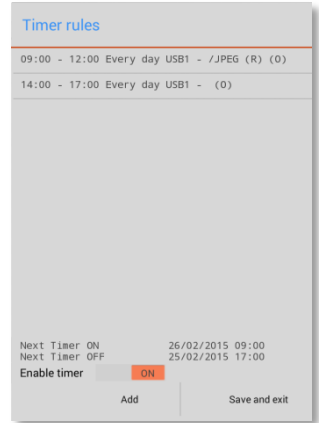 Timer rules
09:00 - 12:00 Every day USB1 - /JPEG (R) (0)
14:00 - 17:00 Every day USB1 -  (0)
Next Timer ON 26/02/2015 09:00
Next Timer OFF 25/02/2015 17:00
Enable timer ON
Add Save and exit